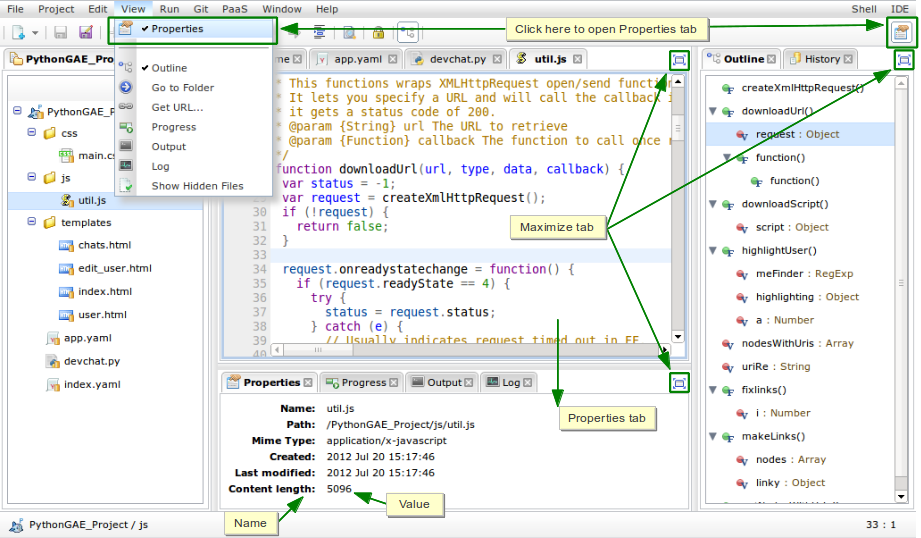 File Project Edit View Run Git PaaS Window Help Shell IDE
Properties
Click here to open Properties tab
PythonGAE_Pro
ne
app.yaml
devchat.py
util.js
Outline
History
Outline
Go to Folder
Get URL...
Progress
Output
Log
Show Hidden Files
PythonGAE_P
css
main.cs
js
util.js
templates
chats.html
edit_user.html
index.html
user.html
app.yaml
devchat.py
index.yaml
* This functions wraps XMLHttpRequest open/send function
* It lets you specify a URL and will call the callback i
* it gets a status code of 200.
* @param {String} url The URL to retrieve
* @param {Function} callback The function to call once r
*/
function downloadUrl(url, type, data, callback) {
var status = -1;
var request = createXmlHttpRequest();
30 if (!request) {
31 return false;
32 }
33
34 request.onreadystatechange = function() {
35 if (request.readyState == 4) {
36 try {
37 status = request.status;
38 } catch (e) {
39 // Usually indicates request timed out in FF.
40
Maximize tab
createXmlHttpRequest()
downloadUrl()
request : Object
function()
function()
downloadScript()
script : Object
highlightUser()
meFinder : RegExp
highlighting : Object
a : Number
nodesWithUris : Array
uriRe : String
fixlinks()
i : Number
makeLinks()
nodes : Array
linky : Object
Properties
Progress
Output
Log
Name: util.js
Path: /PythonGAE_Project/js/util.js
Mime Type: application/x-javascript
Created: 2012 Jul 20 15:17:46
Last modified: 2012 Jul 20 15:17:46
Content length: 5096
Properties tab
Value
Name
PythonGAE_Project / js
33 : 1